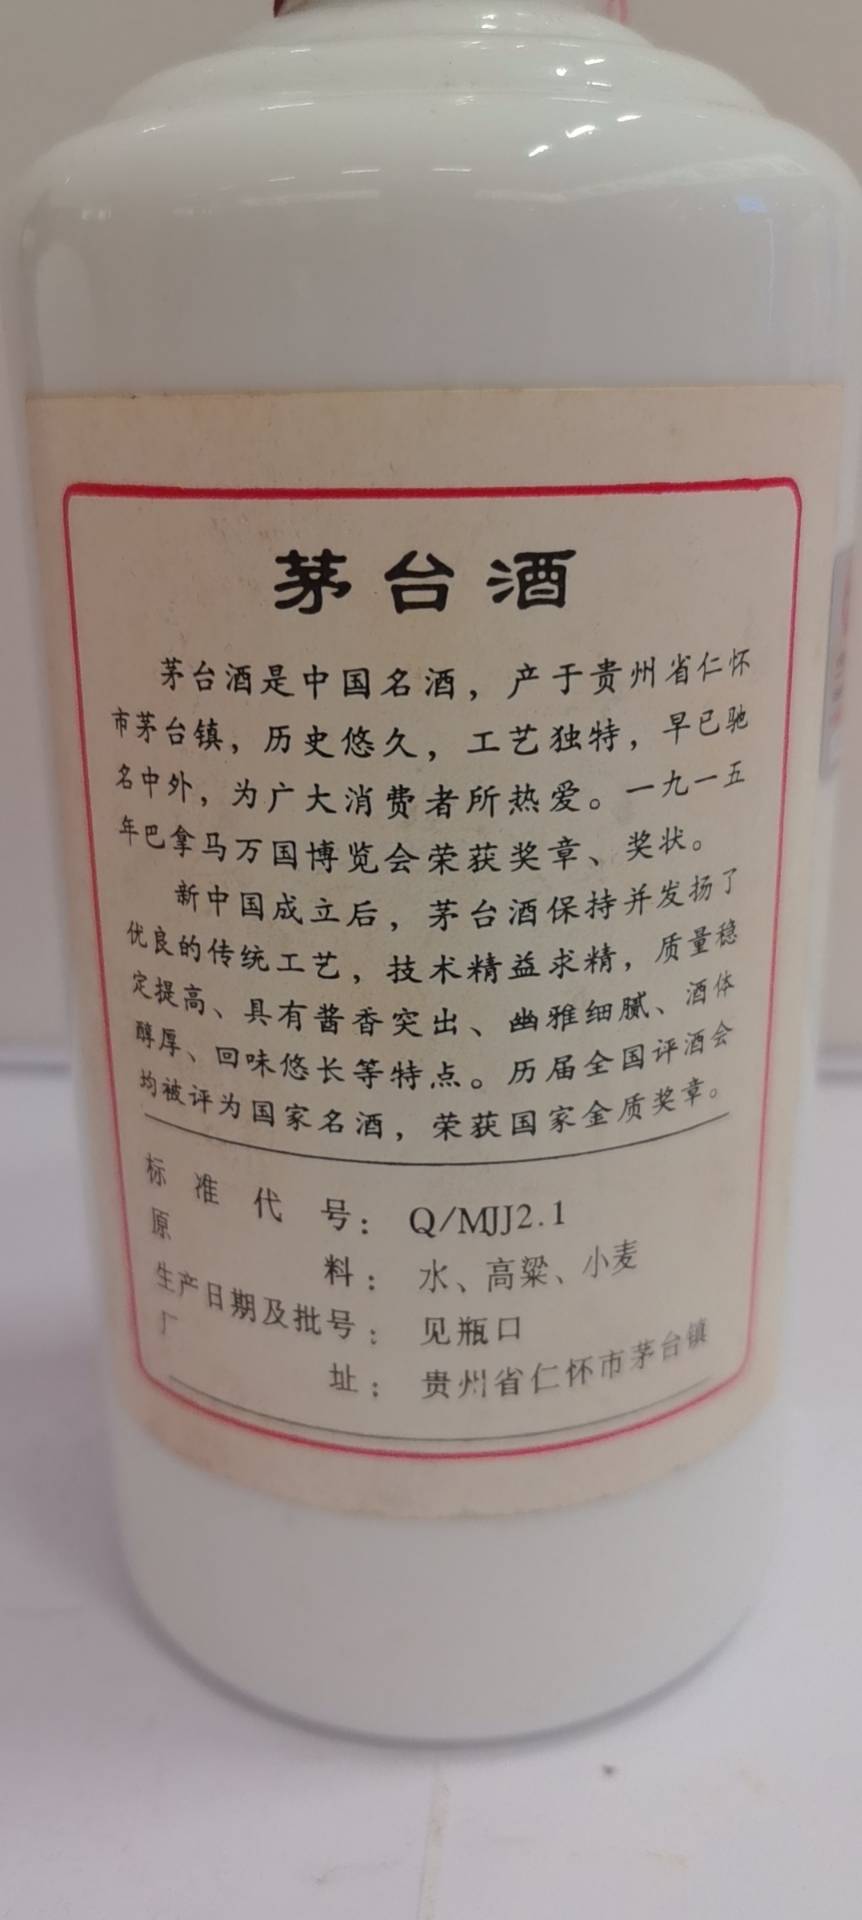 茅台酒
茅台酒是中国名酒，产于贵州省仁怀
市茅台镇，历史悠久，工艺独特，早已驰
名中外，为广大消费者所热爱。一九一五
年巴拿马万国博览会荣获奖章、奖状。
新中国成立后，茅台酒保持并发扬了
优良的传统工艺，技术精益求精，质量稳
定提高、具有酱香突出、幽雅细腻、酒体
醇厚、回味悠长等特点。历届全国评酒会
均被评为国家名酒，荣获国家金质奖章。
标准代号：Q/MJJ2.1
原料：水、高粱、小麦
生产日期及批号：见瓶口
厂址：贵州省仁怀市茅台镇